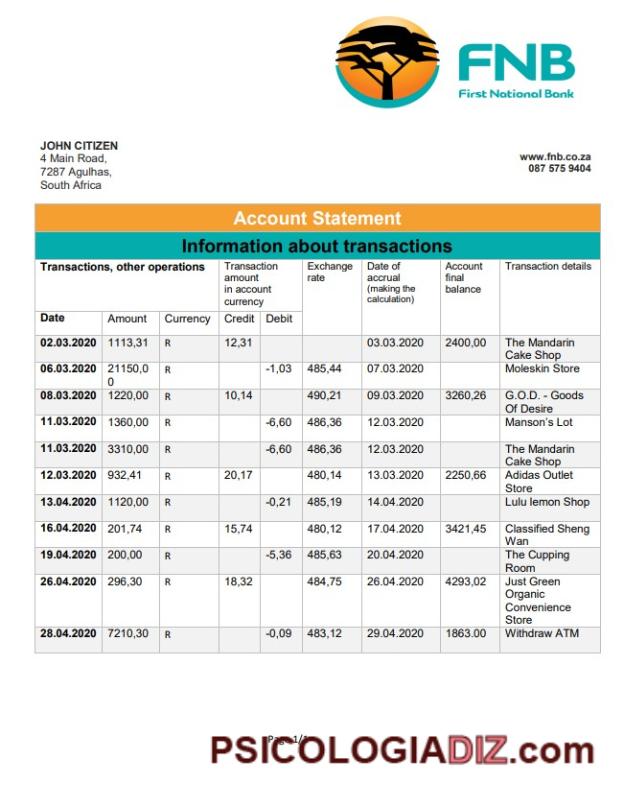 FNB
First National Bank
JOHN CITIZEN
4 Main Road,
7287 Agulhas,
South Africa
www.fnb.co.za
087 575 9404
Account Statement
Information about transactions
Transactions, other operations Transaction amount in account currency Exchange rate Date of accrual (making the calculation) Account final balance Transaction details
Date Amount Currency Credit Debit
02.03.2020 1113,31 R 12,31 03.03.2020 2400,00 The Mandarin
Cake Shop
06.03.2020 21150,0 R -1,03 485,44 07.03.2020 Moleskin Store
0
08.03.2020 1220,00 R 10,14 490,21 09.03.2020 3260,26 G.O.D. - Goods
Of Desire
11.03.2020 1360,00 R -6,60 486,36 12.03.2020 Manson's Lot
11.03.2020 3310,00 R -6,60 486,36 12.03.2020 The Mandarin
Cake Shop
12.03.2020 932,41 R 20,17 480,14 13.03.2020 2250,66 Adidas Outlet
Store
13.04.2020 1120,00 R -0,21 485,19 14.04.2020 Lulu lemon Shop
16.04.2020 201,74 R 15,74 480,12 17.04.2020 3421,45 Classified Sheng
Wan
19.04.2020 200,00 R -5,36 485,63 20.04.2020 The Cupping
Room
26.04.2020 296,30 R 18,32 484,75 26.04.2020 4293,02 Just Green
Organic
Convenience
Store
28.04.2020 7210,30 R -0,09 483,12 29.04.2020 1863.00 Withdraw ATM
PSICOLOGIADIZ.com